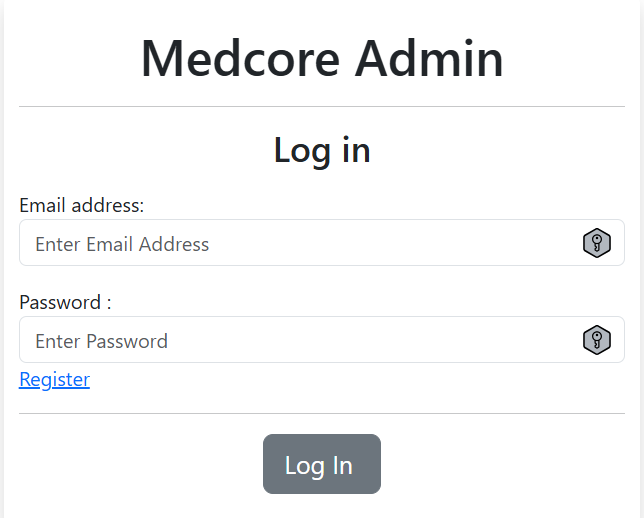 Medcore Admin
Log in
Email address:
Enter Email Address
Password :
Enter Password
Register
Log In